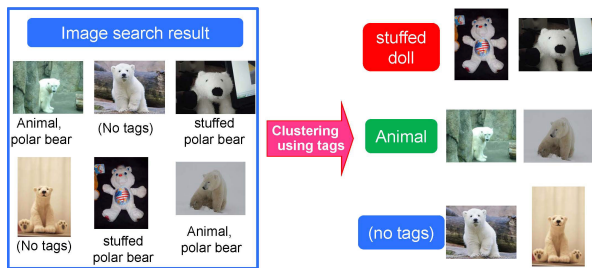 Image search result
Animal,
polar bear
(No tags)
stuffed
polar bear
(No tags)
stuffed
polar bear
Animal,
polar bear
Clustering
using tags
stuffed
doll
Animal
(no tags)